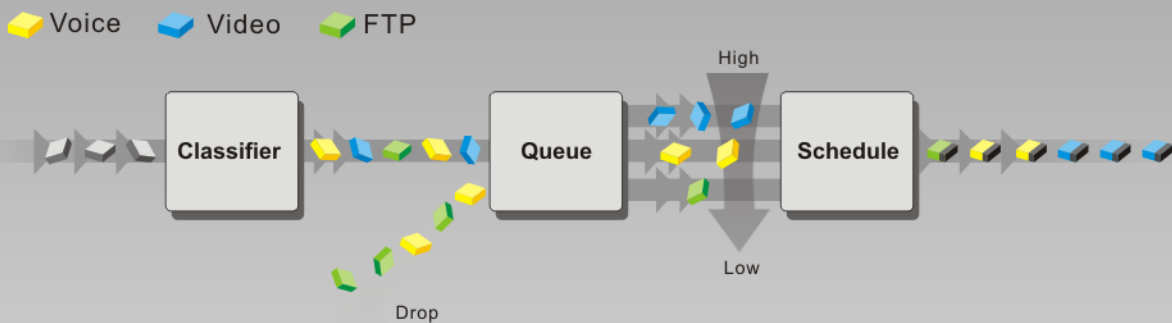 Voice Video FTP
High
Classifier
Queue
Schedule
Low
Drop